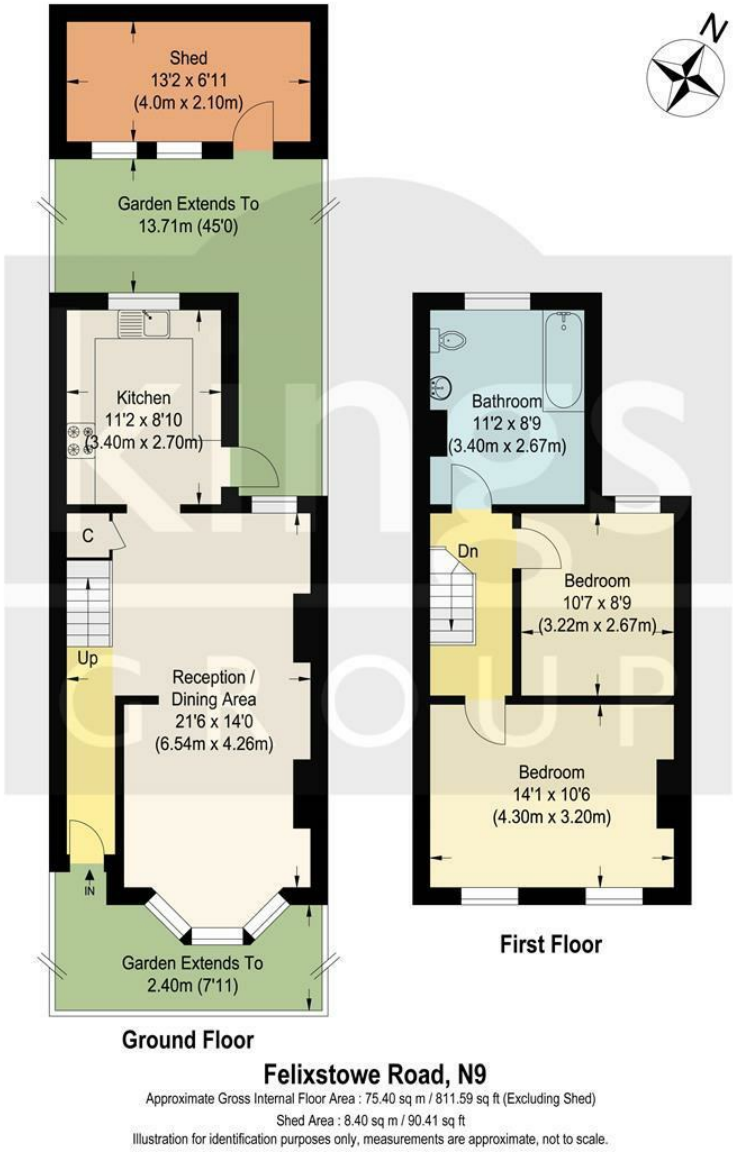 N
Shed
13'2 x 6'11
(4.0m x 2.10m)
Garden Extends To
13.71m (45'0)
Kitchen
11'2 x 8'10
(3.40m x 2.70m)
Bathroom
11'2 x 8'9
(3.40m x 2.67m)
C
Dn
Bedroom
10'7 x 8'9
(3.22m x 2.67m)
Up
Reception /
Dining Area
21'6 x 14'0
(6.54m x 4.26m)
Bedroom
14'1 x 10'6
(4.30m x 3.20m)
IN
Garden Extends To
2.40m (7'11)
First Floor
Ground Floor
Kings
GROUP
Felixstowe Road, N9
Approximate Gross Internal Floor Area : 75.40 sq m / 811.59 sq ft (Excluding Shed)
Shed Area : 8.40 sq m / 90.41 sq ft
Illustration for identification purposes only, measurements are approximate, not to scale.